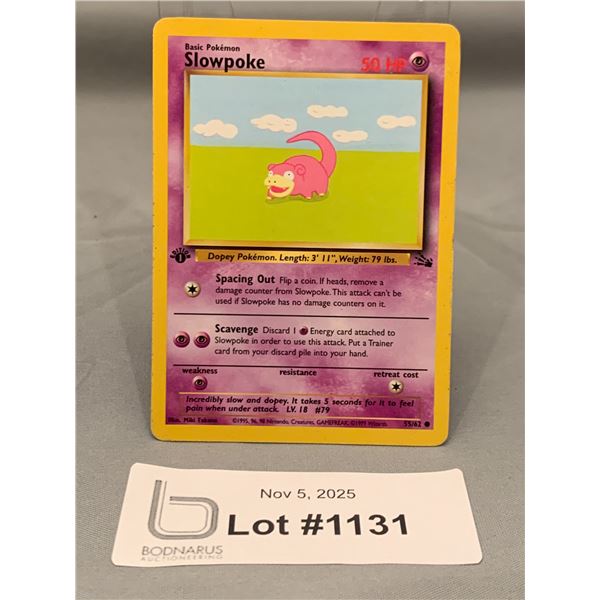 Basic Pokémon
Slowpoke
50 HP
EDITION
1
Dopey Pokémon. Length: 3' 11", Weight: 79 lbs.
Spacing Out Flip a coin. If heads, remove a
damage counter from Slowpoke. This attack can't be
used if Slowpoke has no damage counters on it.
Scavenge Discard 1 Energy card attached to
Slowpoke in order to use this attack. Put a Trainer
card from your discard pile into your hand.
weakness resistance retreat cost
Incredibly slow and dopey. It takes 5 seconds for it to feel
pain when under attack. LV. 18 #79
Illus. Miki Tanaka ©1995, 96, 98 Nintendo, Creatures, GAMEFREAK. ©1999 Wizards. 55/62
Nov 5, 2025
Lot #1131
BODNARUS
AUCTIONEERING